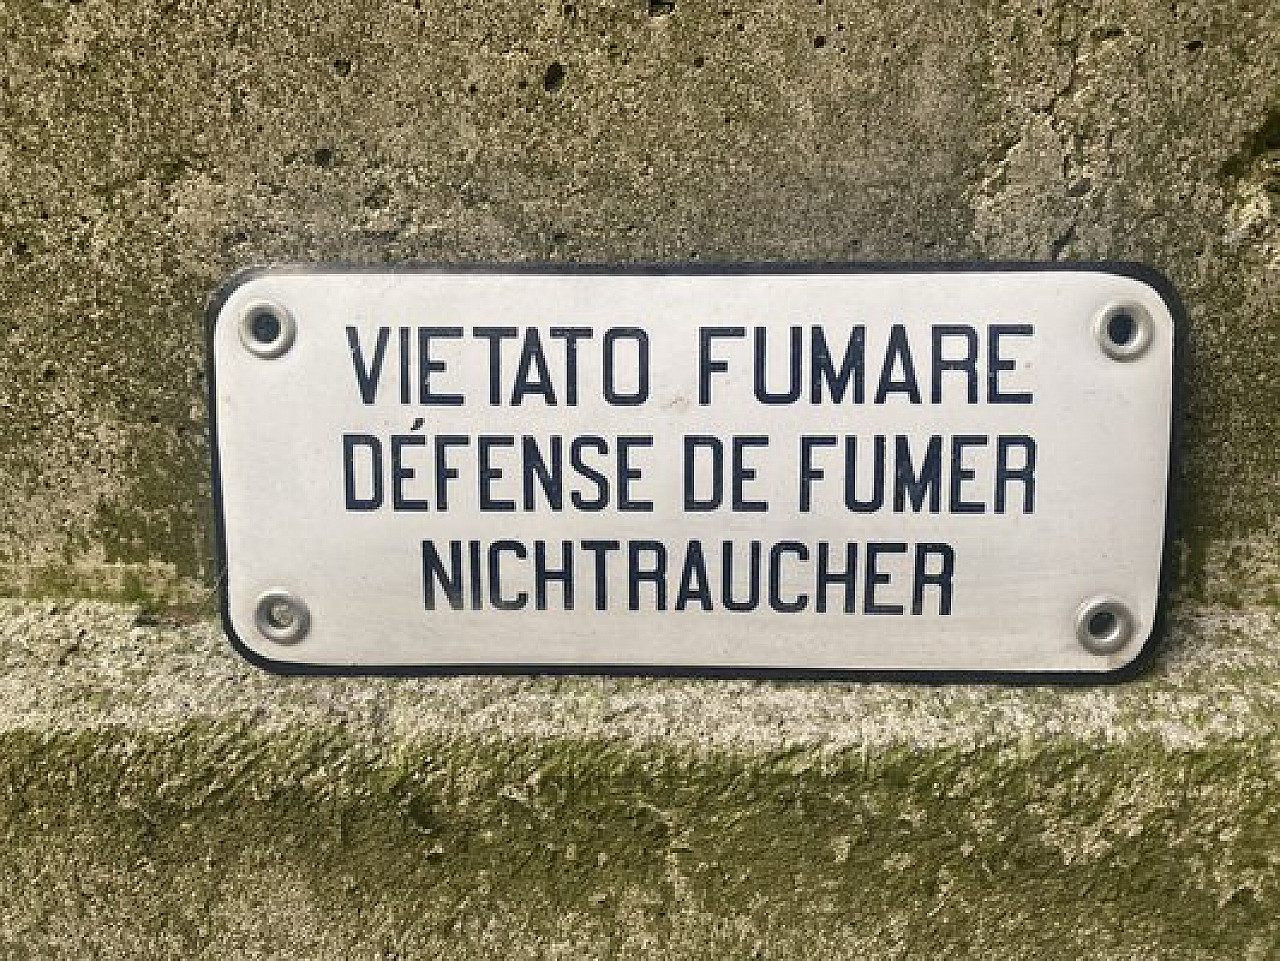 VIETATO FUMARE
DÉFENSE DE FUMER
NICHTRAUCHER